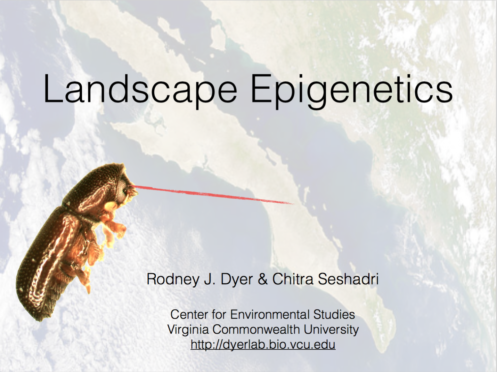 Landscape Epigenetics
Rodney J. Dyer & Chitra Seshadri
Center for Environmental Studies
Virginia Commonwealth University
http://dyerlab.bio.vcu.edu